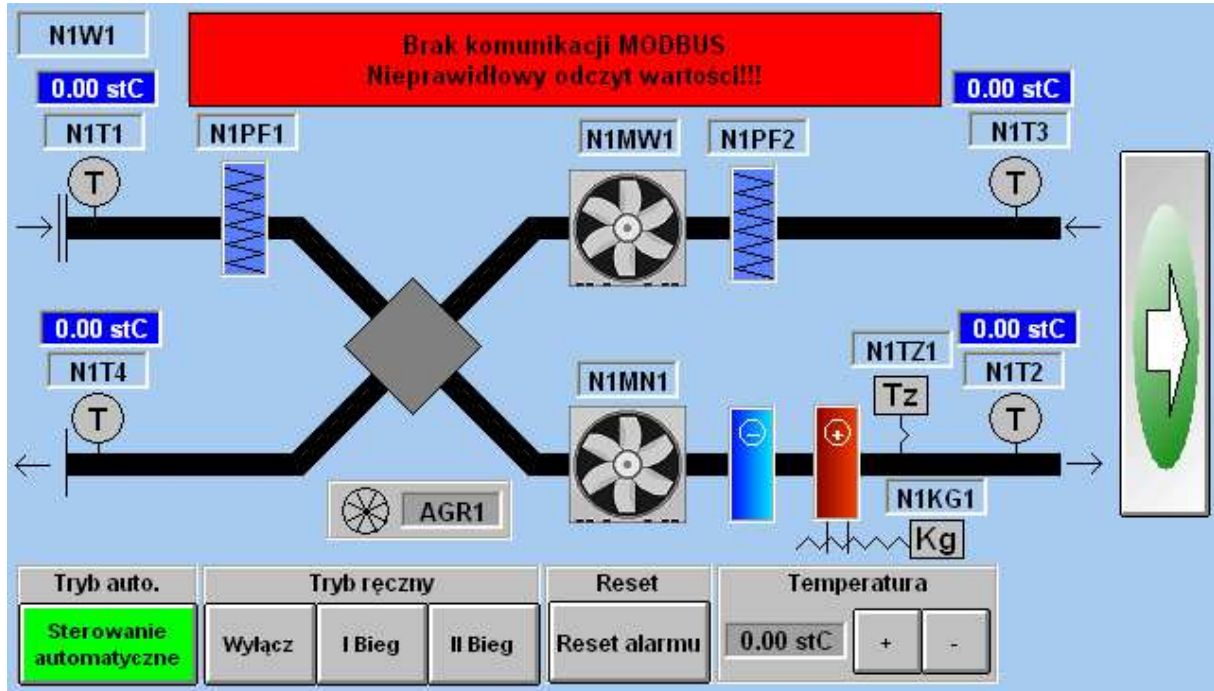 N1W1
Brak komunikacji MODBUS
Nieprawidłowy odczyt wartości!!!
0.00 stC
0.00 stC
N1T1
N1PF1
N1MW1
N1PF2
N1T3
T
T
0.00 stC
0.00 stC
N1T4
N1MN1
N1TZ1
N1T2
T
Tz
T
AGR1
N1KG1
Kg
Tryb auto.
Tryb ręczny
Reset
Temperatura
Sterowanie
automatyczne
Wyłącz
I Bieg
II Bieg
Reset alarmu
0.00 stC
+
-